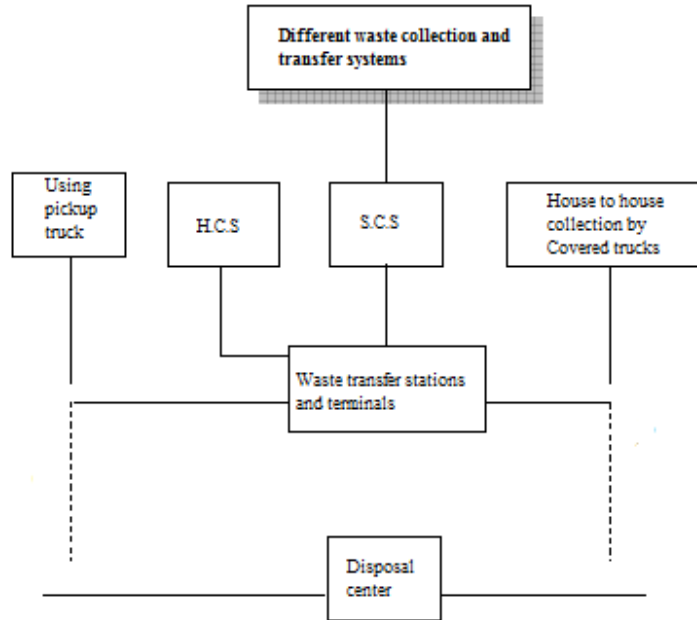 Different waste collection and
transfer systems
Using
pickup
truck
H.C.S
S.C.S
House to house
collection by
Covered trucks
Waste transfer stations
and terminals
Disposal
center